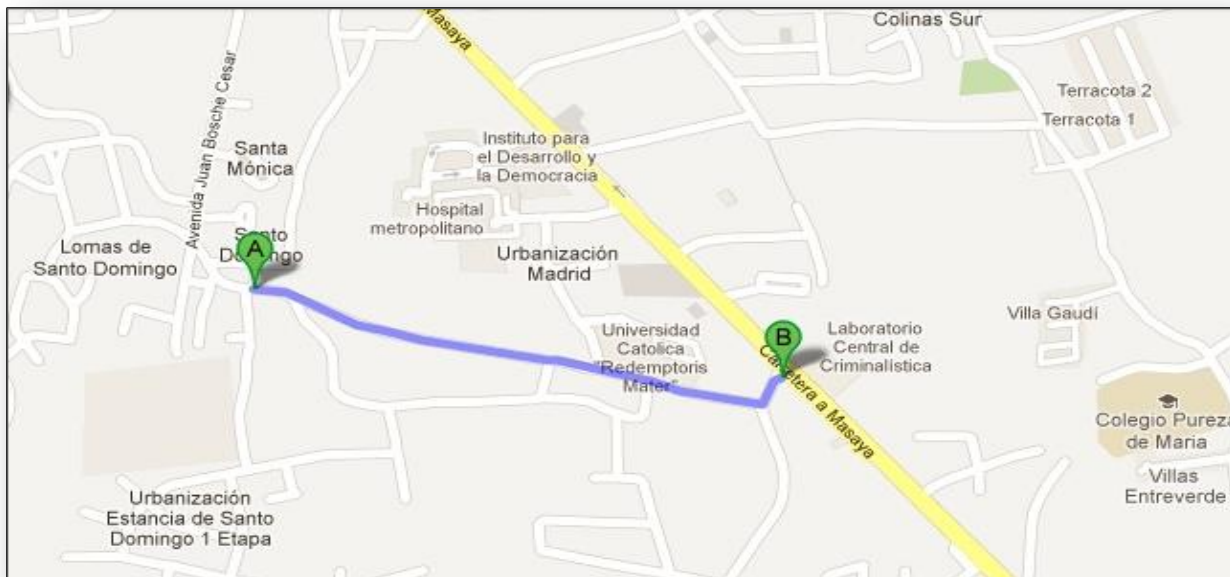 Masaya
Colinas Sur
Avenida Juan Bosche Cesar
Terracota 2
Terracota 1
Santa
Mónica
Instituto para
el Desarrollo y
la Democracia
Hospital
metropolitano
Santo
Domingo
A
Lomas de
Santo Domingo
Urbanización
Madrid
Villa Gaudí
Universidad
Catolica
"Redemptoris
Mater"
B
Laboratorio
Central de
Criminalística
Carretera a Masaya
Colegio Pureza
de Maria
Villas
Entreverde
Urbanización
Estancia de Santo
Domingo 1 Etapa